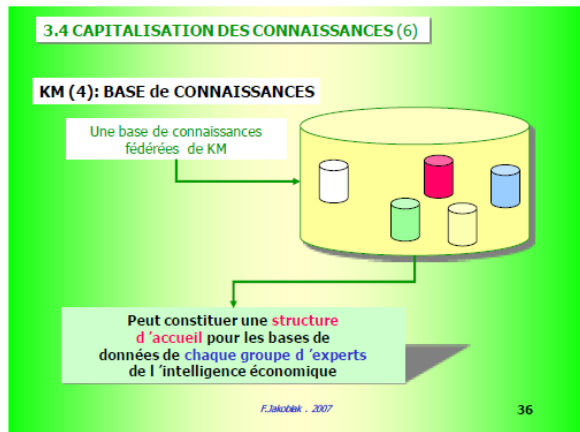 3.4 CAPITALISATION DES CONNAISSANCES (6)
KM (4): BASE de CONNAISSANCES
Une base de connaissances
fédérées de KM
Peut constituer une structure
d ’accueil pour les bases de
données de chaque groupe d ’experts
de l ’intelligence économique
F.Jakobiak . 2007
36